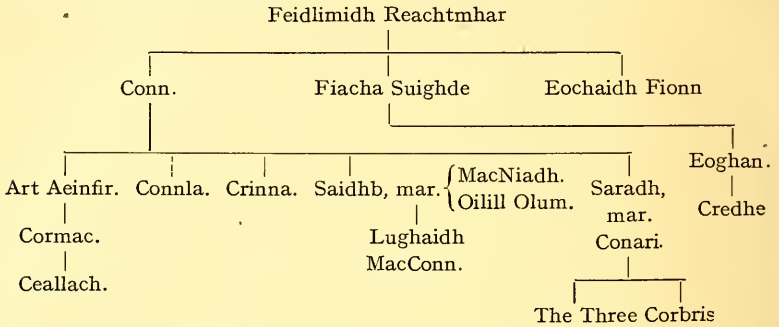 Feidlimidh Reachtmhar
Conn. Fiacha Suighde Eochaidh Fionn
Art Aeinfir. Connla. Crinna. Saidhb, mar. {MacNiadh. Oilill Olum. Saradh, mar. Conari. Eoghan.
Cormac. Lughaidh MacConn. Credhe
Ceallach. The Three Corbris